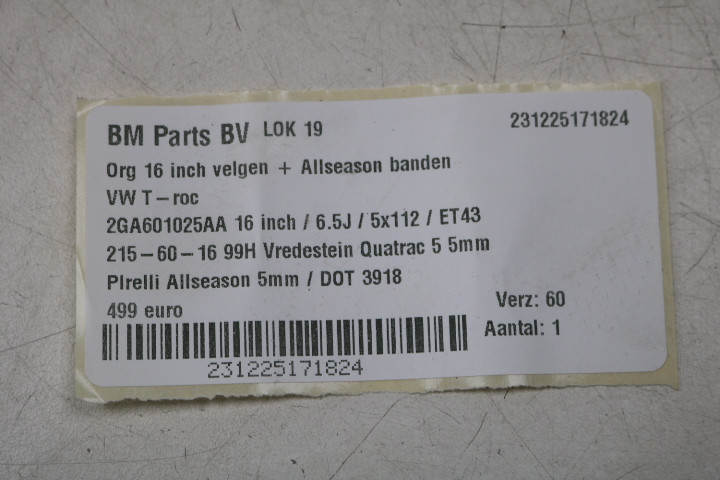 BM Parts BV LOK 19 231225171824
Org 16 inch velgen + Allseason banden
VW T-roc
2GA601025AA 16 inch / 6.5J / 5x112 / ET43
215-60-16 99H Vredestein Quatrac 5 5mm
PIrelli Allseason 5mm / DOT 3918
499 euro
Verz: 60
Aantal: 1
231225171824